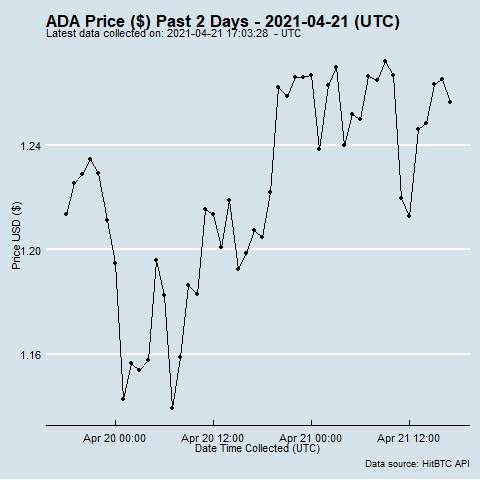 ADA Price ($) Past 2 Days - 2021-04-21 (UTC)
Latest data collected on: 2021-04-21 17:03:28  - UTC
Price USD ($)
1.24
1.20
1.16
Apr 20 00:00
Apr 20 12:00
Apr 21 00:00
Apr 21 12:00
Date Time Collected (UTC)
Data source: HitBTC API